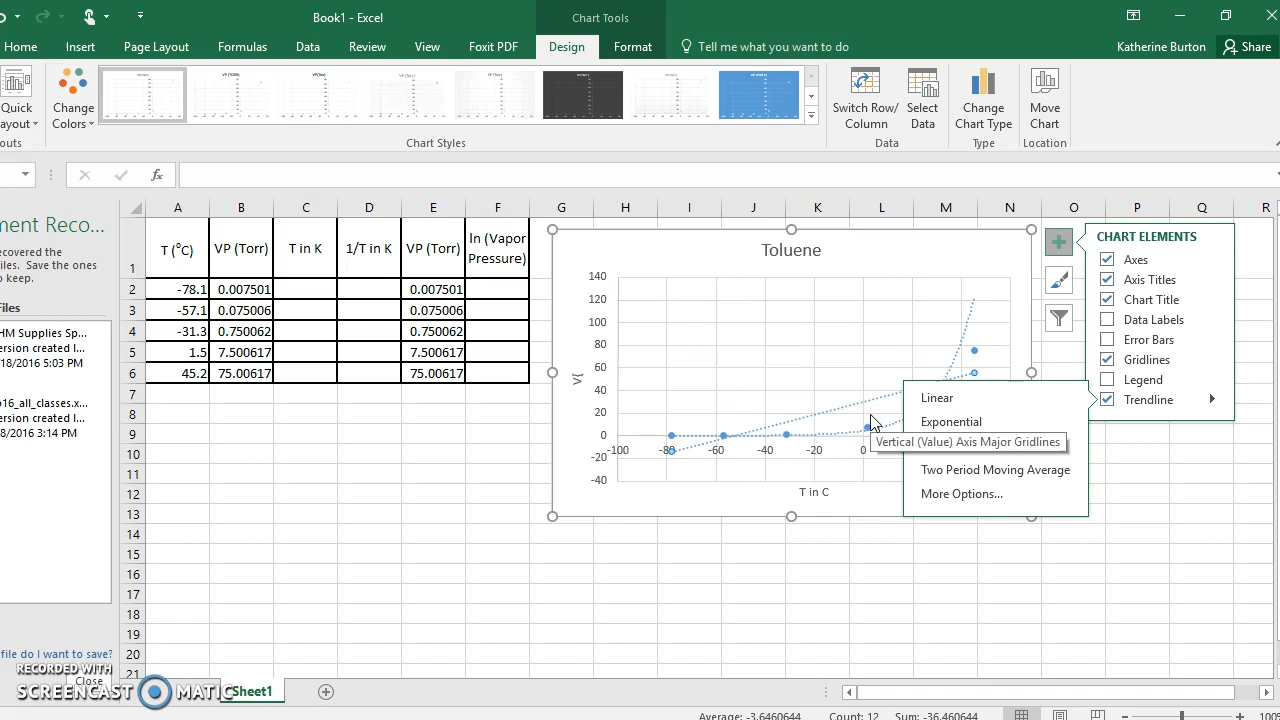 Book1 - Excel
Chart Tools
Home Insert Page Layout Formulas Data Review View Foxit PDF Design Format Tell me what you want to do Katherine Burton Share
Quick
ayout
outs
Change
Colors
Chart Styles
Switch Row/
Column
Select
Data
Data
Change
Chart Type
Type
Move
Chart
Location
fx
ment Reco...
ecovered the
iles. Save the ones
o keep.
Files
HM Supplies Sp...
ersion created l...
/18/2016 5:03 PM
p16_all_classes.x...
ersion created l...
8/2016 3:14 PM
file do I want to save?
Close
A B C D E F G H I J K L M N O P Q R
1 T (⁰C) VP (Torr) T in K 1/T in K VP (Torr) ln (Vapor Pressure)
2 -78.1 0.007501 0.007501
3 -57.1 0.075006 0.075006
4 -31.3 0.750062 0.750062
5 1.5 7.500617 7.500617
6 45.2 75.00617 75.00617
7
8
9
10
11
12
13
14
15
16
17
18
19
20
21
Toluene
140
120
100
80
60
40
20
0
-20
-40
-100 -80 -60 -40 -20 0
V{
T in C
CHART ELEMENTS
Axes
Axis Titles
Chart Title
Data Labels
Error Bars
Gridlines
Legend
Trendline
Linear
Exponential
Vertical (Value) Axis Major Gridlines
Two Period Moving Average
More Options...
RECORDED WITH
SCREENCAST MATIC
Sheet1
Average: -3.6460644 Count: 12 Sum: -36.460644 100%